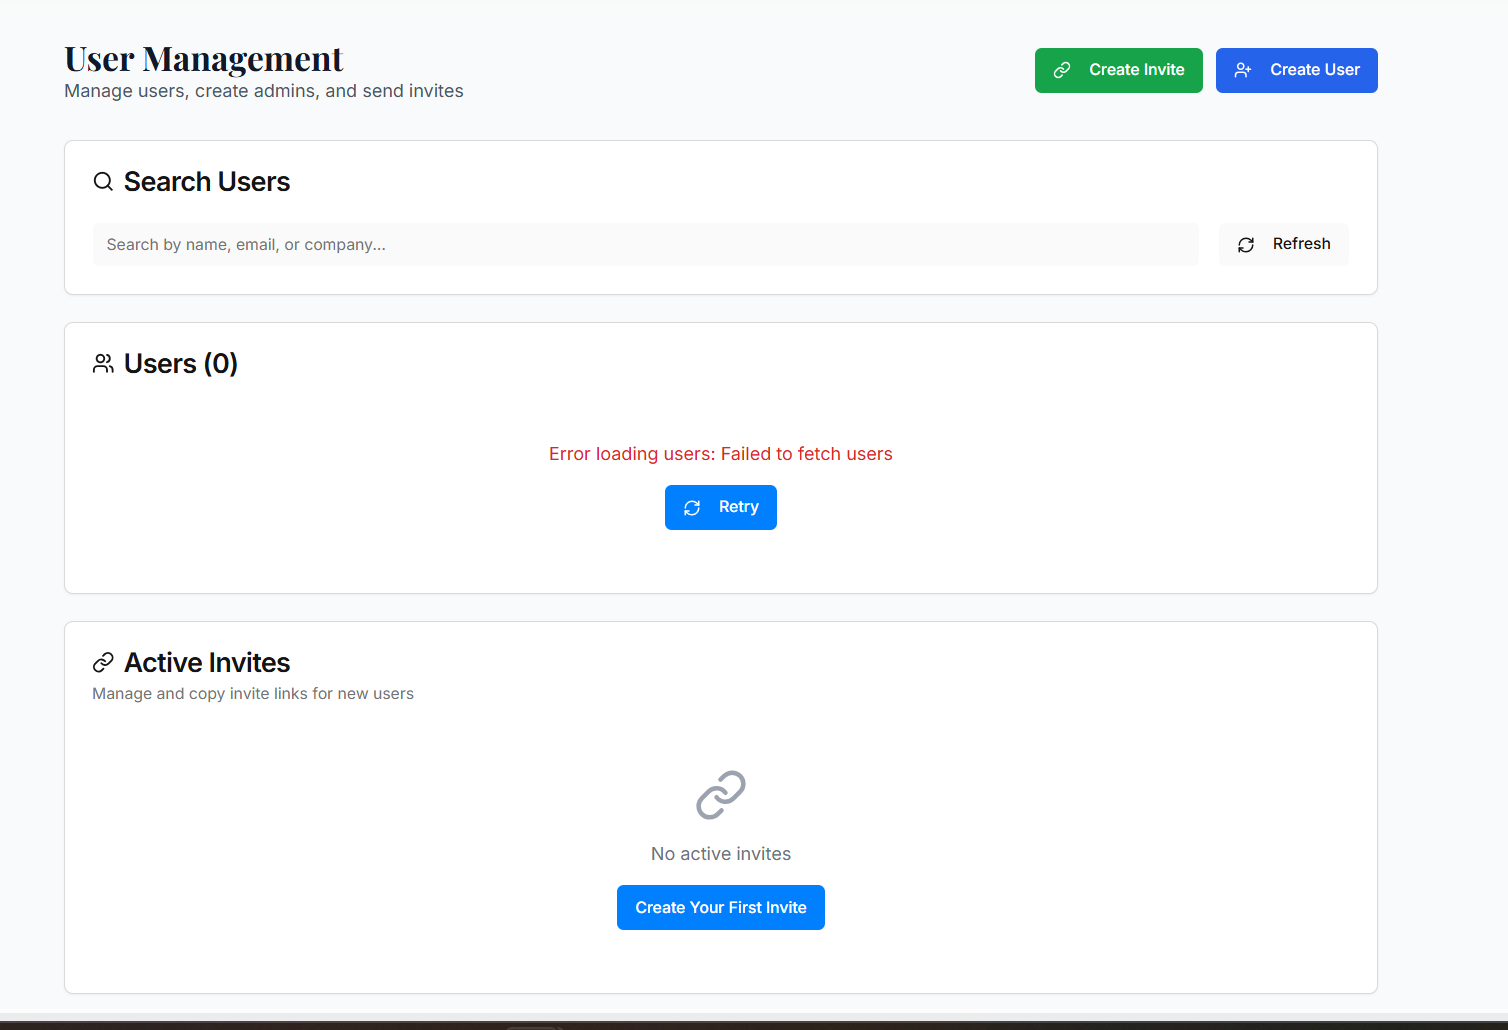 User Management
Manage users, create admins, and send invites
Create Invite
Create User
Search Users
Search by name, email, or company...
Refresh
Users (0)
Error loading users: Failed to fetch users
Retry
Active Invites
Manage and copy invite links for new users
No active invites
Create Your First Invite